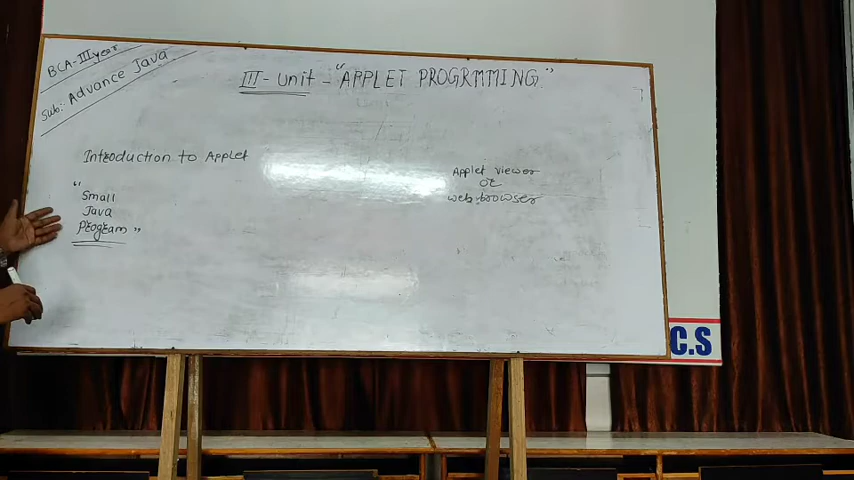 BCA-III year
Sub: Advance Java
III - unit - "APPLET PROGRMMING"
Introduction to Applet
"Small
Java
Program"
Applet viewer
or
web browser
C.S